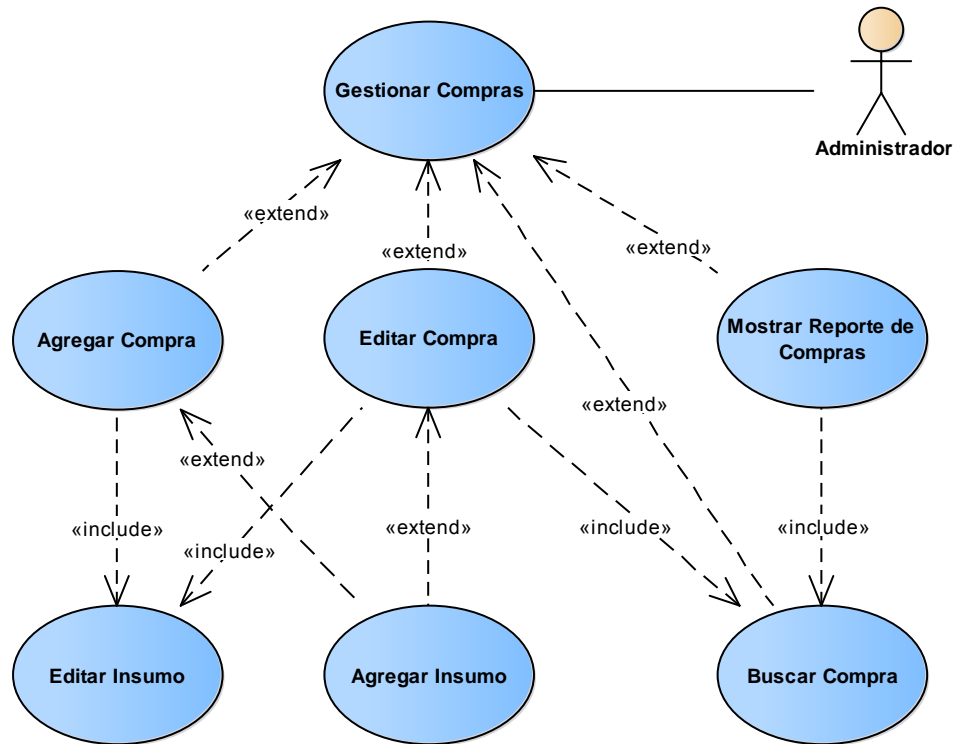 Gestionar Compras
Administrador
«extend»
«extend»
«extend»
Agregar Compra
Editar Compra
Mostrar Reporte de
Compras
«extend»
«extend»
«include»
«include»
«extend»
«include»
«include»
Editar Insumo
Agregar Insumo
Buscar Compra